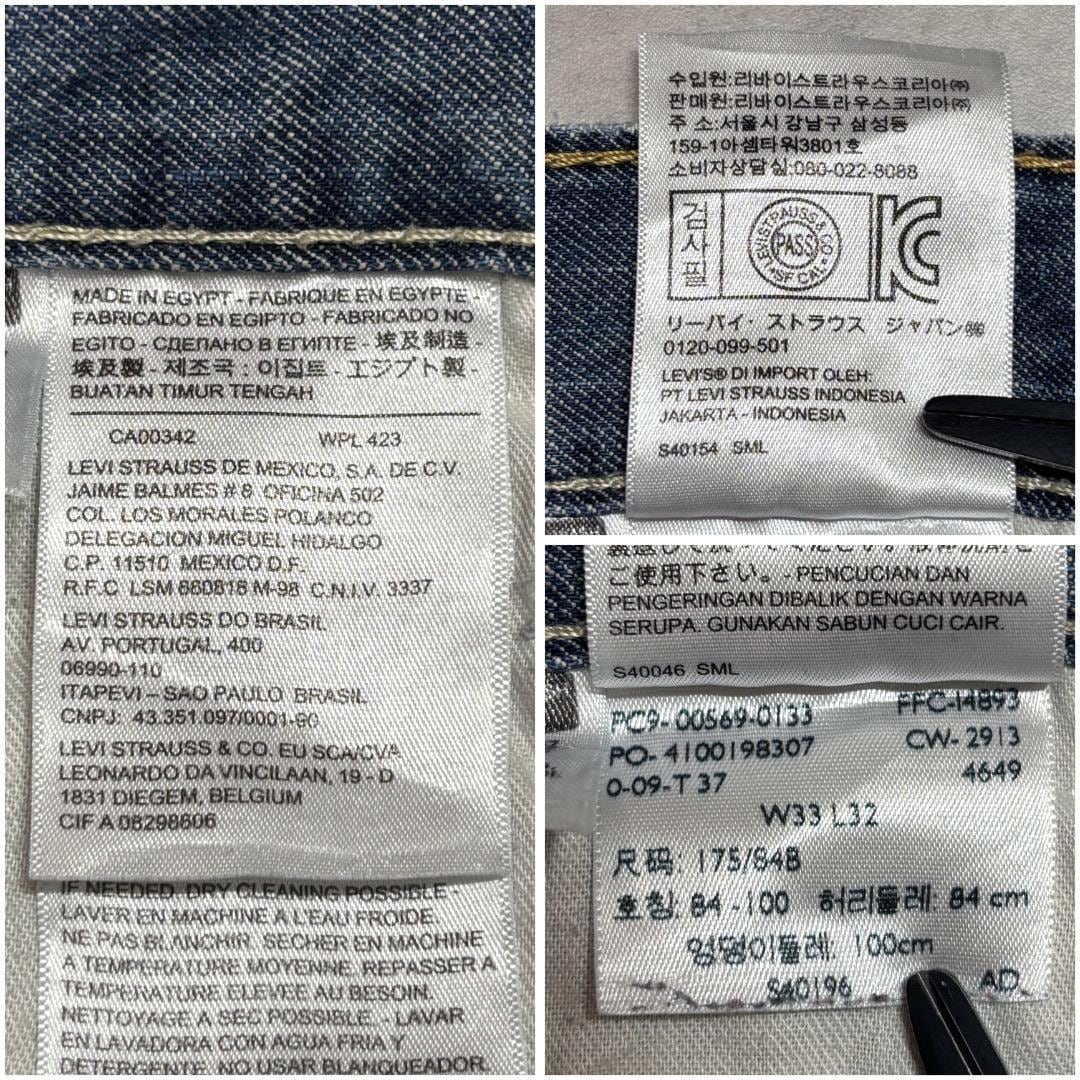 MADE IN EGYPT - FABRIQUE EN EGYPTE -
FABRICADO EN EGIPTO - FABRICADO NO
EGITO - СДЕЛАНО В ЕГИПТЕ - 埃及制造 -
埃及製 - 제조국 : 이집트 - エジプト製 -
BUATAN TIMUR TENGAH
CA00342 WPL 423
LEVI STRAUSS DE MEXICO, S.A. DE C.V.
JAIME BALMES # 8 OFICINA 502
COL. LOS MORALES POLANCO
DELEGACION MIGUEL HIDALGO
C.P. 11510 MEXICO D.F.
R.F.C LSM 660818 M-98 C.N.I.V. 3337
LEVI STRAUSS DO BRASIL
AV. PORTUGAL, 400
06990-110
ITAPEVI – SAO PAULO BRASIL
CNPJ: 43.351.097/0001-90
LEVI STRAUSS & CO. EU SCA/CVA
LEONARDO DA VINCILAAN, 19 - D
1831 DIEGEM, BELGIUM
CIF A 08298606
IF NEEDED. DRY CLEANING POSSIBLE -
LAVER EN MACHINE A L'EAU FROIDE.
NE PAS BLANCHIR. SECHER EN MACHINE
A TEMPERATURE MOYENNE. REPASSER A
TEMPERATURE ELEVEE AU BESOIN.
NETTOYAGE A SEC POSSIBLE - LAVAR
EN LAVADORA CON AGUA FRIA Y
DETERGENTE. NO USAR BLANQUEADOR.
수입원:리바이스트라우스코리아㈜
판매원:리바이스트라우스코리아㈜
주 소:서울시 강남구 삼성동
159-1아셈타워3801호
소비자상담실:080-022-8088
검사필
LEVI STRAUSS & CO.
PASS
SF CAL.
KC
リーバイ・ストラウス ジャパン㈱
0120-099-501
LEVI'S® DI IMPORT OLEH:
PT LEVI STRAUSS INDONESIA
JAKARTA - INDONESIA
S40154 SML
ご使用下さい。- PENCUCIAN DAN
PENGERINGAN DIBALIK DENGAN WARNA
SERUPA. GUNAKAN SABUN CUCI CAIR.
S40046 SML
PC9- 00569-0133 FFC-14893
PO- 4100198307 CW- 2913
0-09-T 37 4649
W33 L32
尺码: 175/84B
호칭: 84 -100 허리둘레: 84 cm
엉덩이둘레: 100cm
S40196 AD